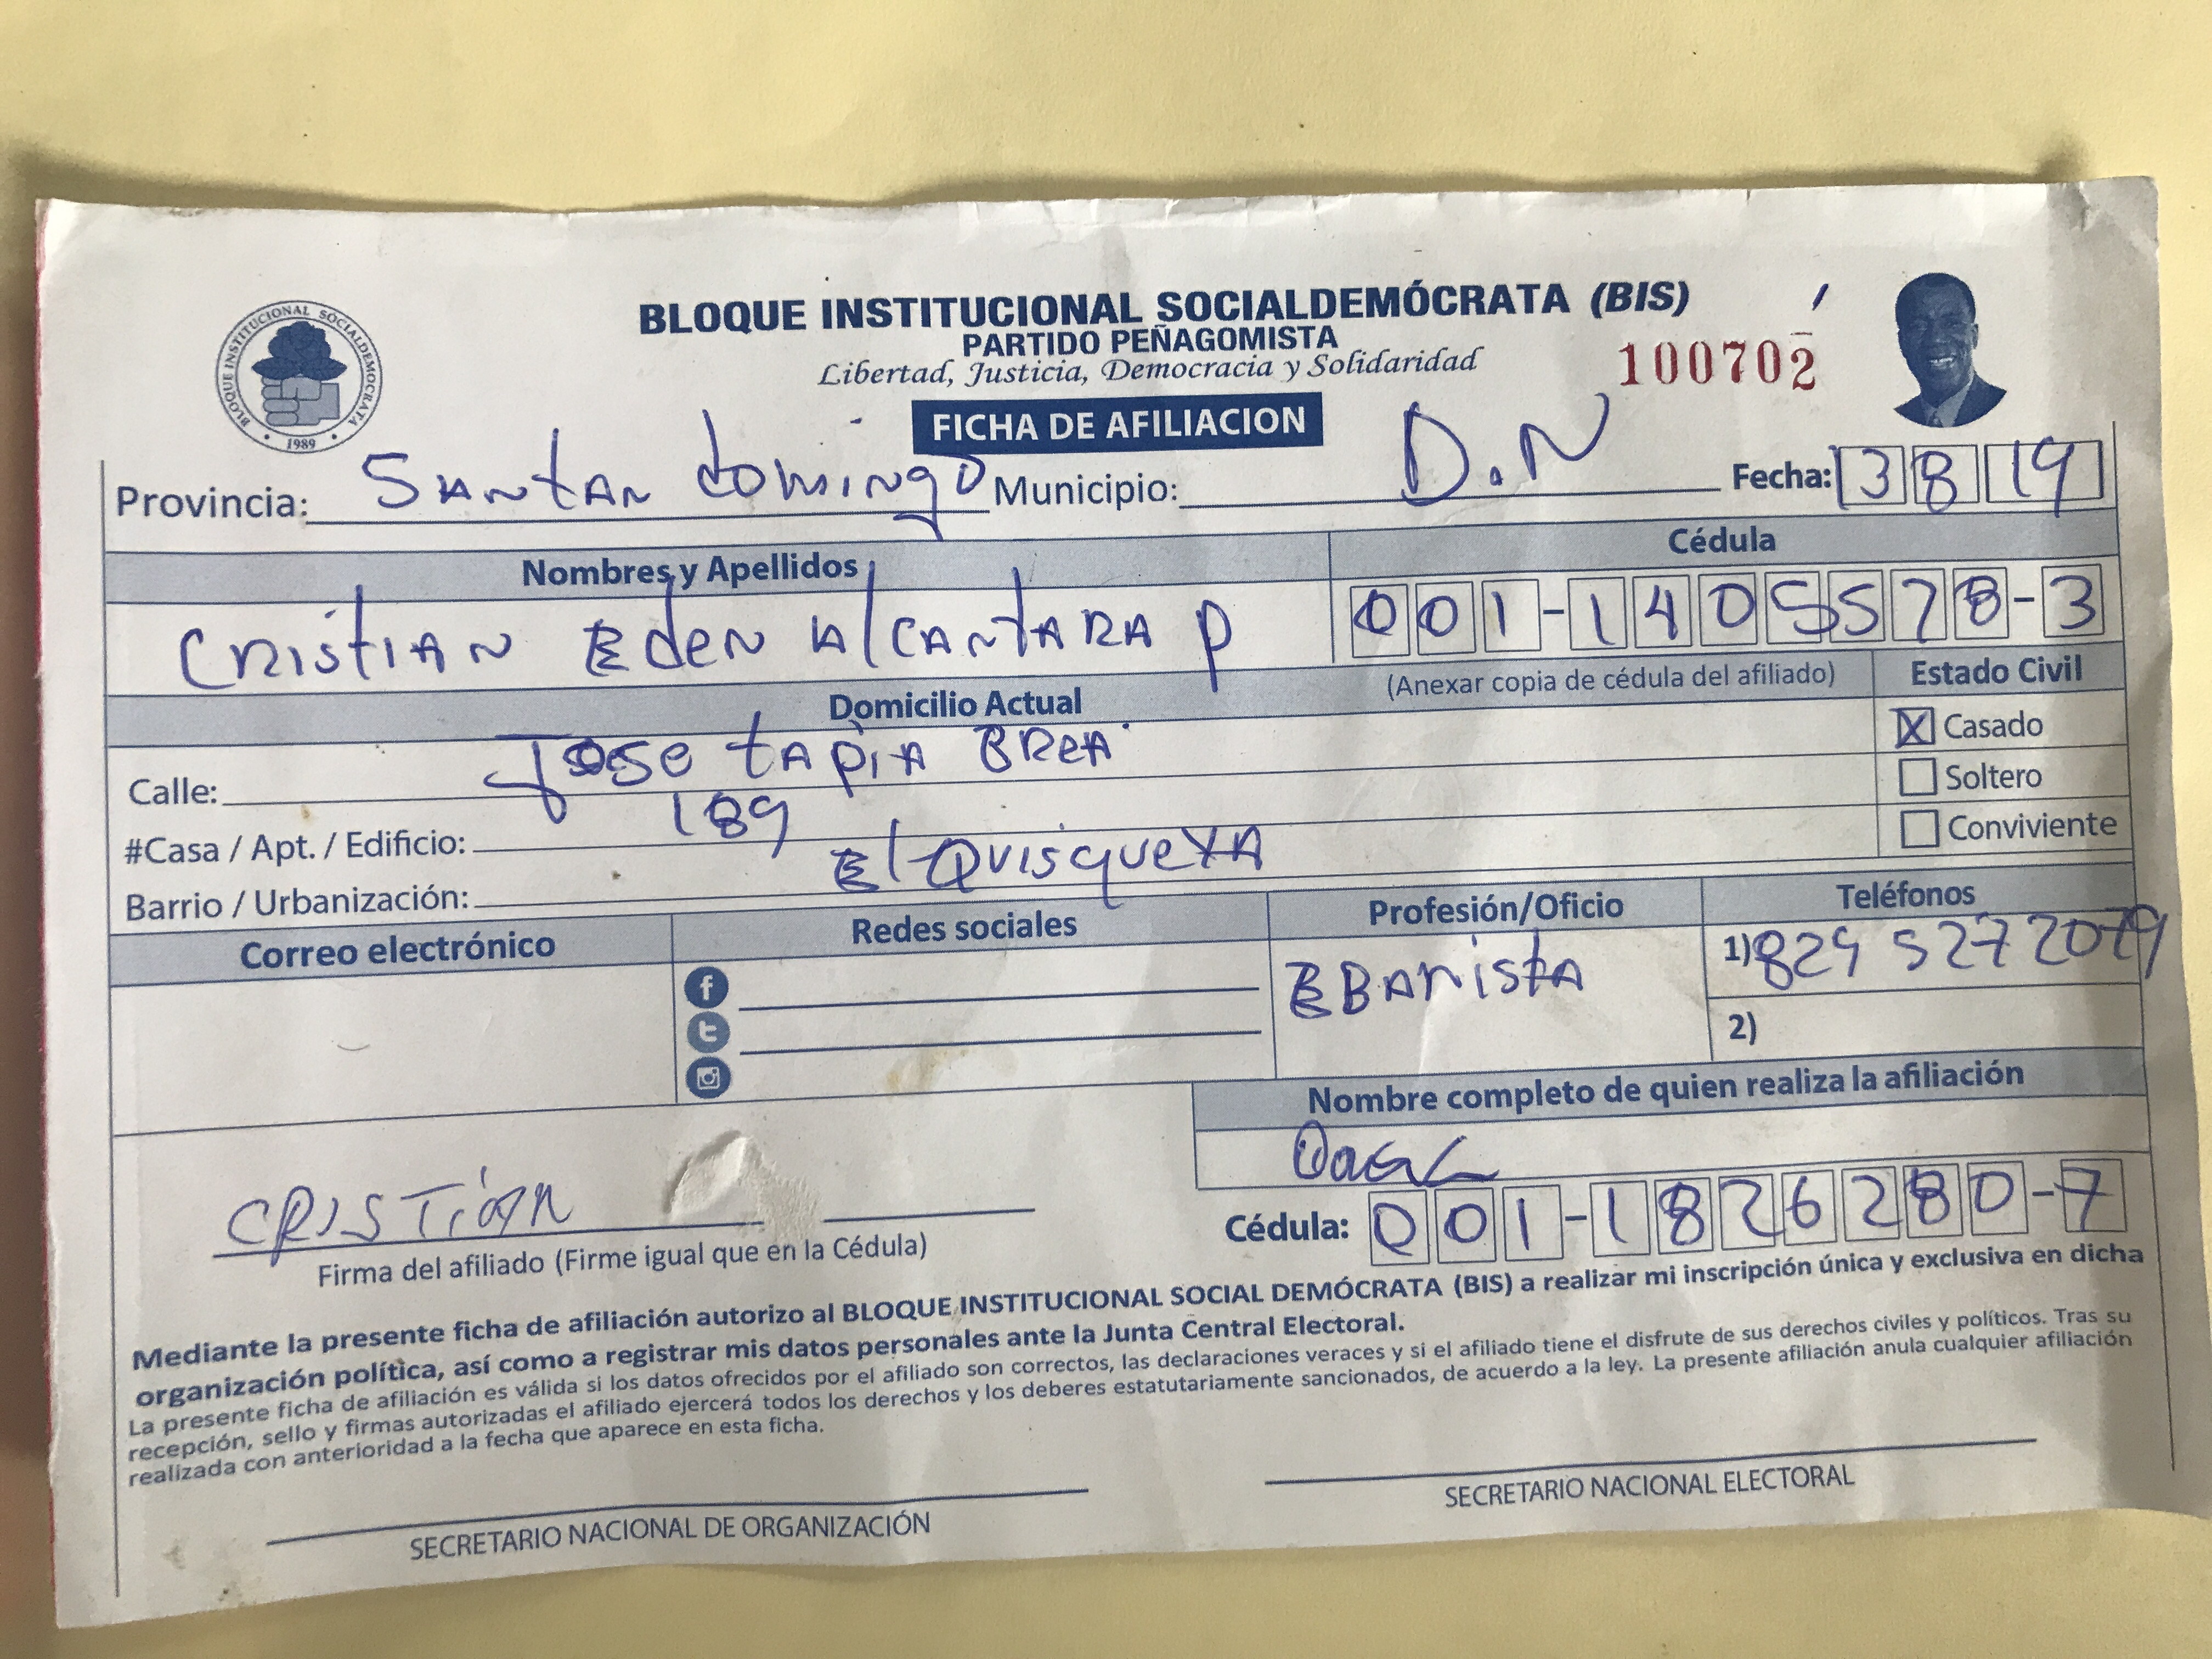 BLOQUE INSTITUCIONAL SOCIALDEMÓCRATA (BIS)
PARTIDO PEÑAGOMISTA
Libertad, Justicia, Democracia y Solidaridad
100702
BLOQUE INSTITUCIONAL SOCIALDEMOCRATA
1989
FICHA DE AFILIACION
Provincia: Santan domingo Municipio: D.N Fecha: 3 8 19
Nombres y Apellidos Cédula
Cristian Eden Alcantara P 001-1405578-3
Domicilio Actual (Anexar copia de cédula del afiliado) Estado Civil
Calle: Jose tapia Brea X Casado
#Casa / Apt. / Edificio: 189 Soltero
Barrio / Urbanización: El Quisqueya Conviviente
Correo electrónico Redes sociales Profesión/Oficio Teléfonos
Ebanista 1) 829 527 2079
2)
Nombre completo de quien realiza la afiliación
CRISTian
Firma del afiliado (Firme igual que en la Cédula) Cédula: 001-1826280-7
Mediante la presente ficha de afiliación autorizo al BLOQUE INSTITUCIONAL SOCIAL DEMÓCRATA (BIS) a realizar mi inscripción única y exclusiva en dicha
organización política, así como a registrar mis datos personales ante la Junta Central Electoral.
La presente ficha de afiliación es válida si los datos ofrecidos por el afiliado son correctos, las declaraciones veraces y si el afiliado tiene el disfrute de sus derechos civiles y políticos. Tras su
recepción, sello y firmas autorizadas el afiliado ejercerá todos los derechos y los deberes estatutariamente sancionados, de acuerdo a la ley. La presente afiliación anula cualquier afiliación
realizada con anterioridad a la fecha que aparece en esta ficha.
SECRETARIO NACIONAL DE ORGANIZACIÓN SECRETARIO NACIONAL ELECTORAL